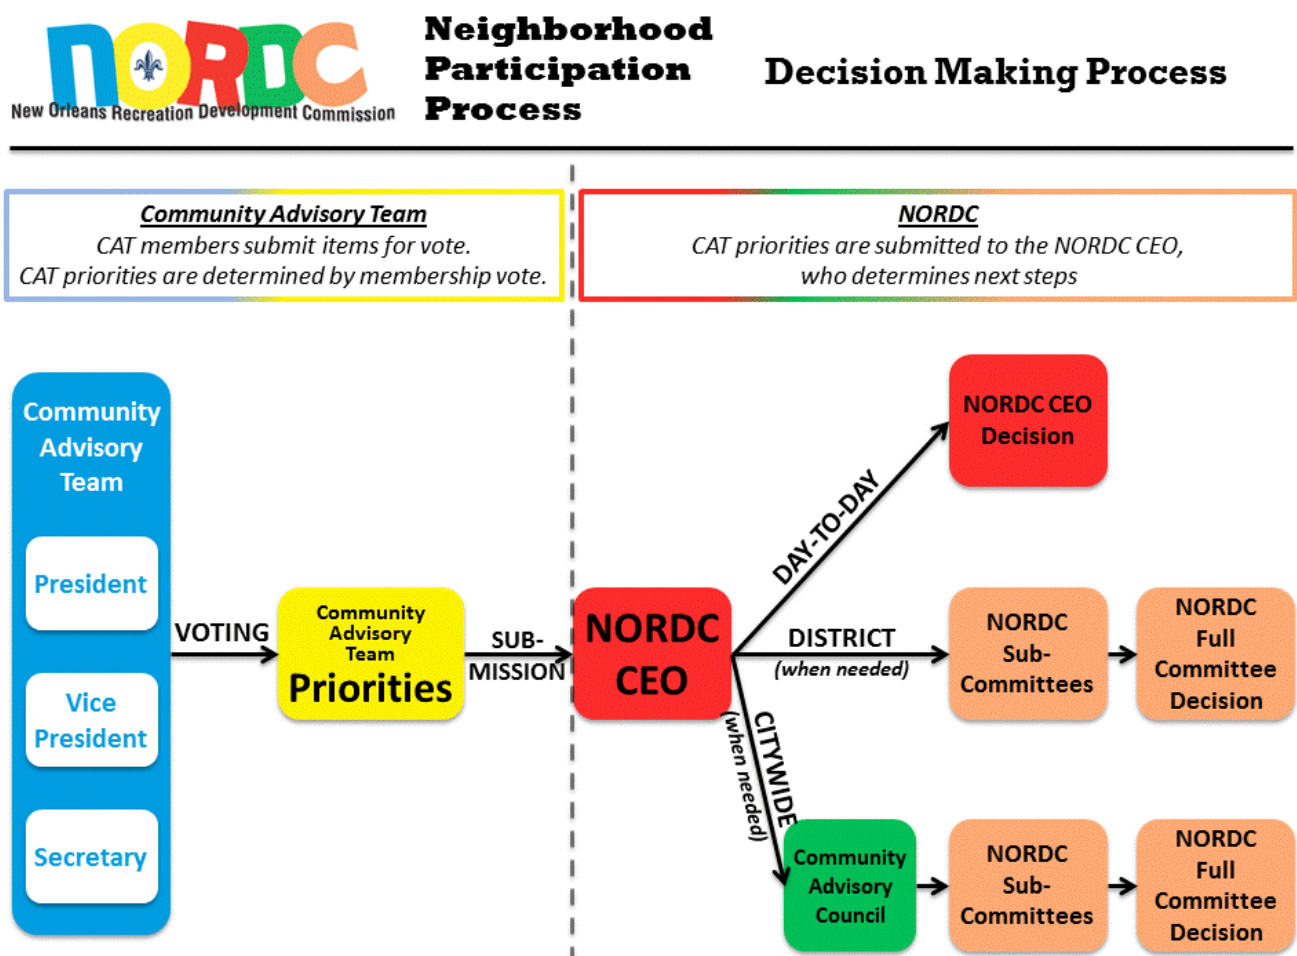 NORDC
New Orleans Recreation Development Commission
Neighborhood
Participation
Process
Decision Making Process
Community Advisory Team
CAT members submit items for vote.
CAT priorities are determined by membership vote.
NORDC
CAT priorities are submitted to the NORDC CEO,
who determines next steps
Community
Advisory
Team
President
Vice
President
Secretary
VOTING
Community
Advisory
Team
Priorities
SUB-
MISSION
NORDC
CEO
DAY-TO-DAY
NORDC CEO
Decision
DISTRICT
(when needed)
NORDC
Sub-
Committees
NORDC
Full
Committee
Decision
CITYWIDE
(when needed)
Community
Advisory
Council
NORDC
Sub-
Committees
NORDC
Full
Committee
Decision